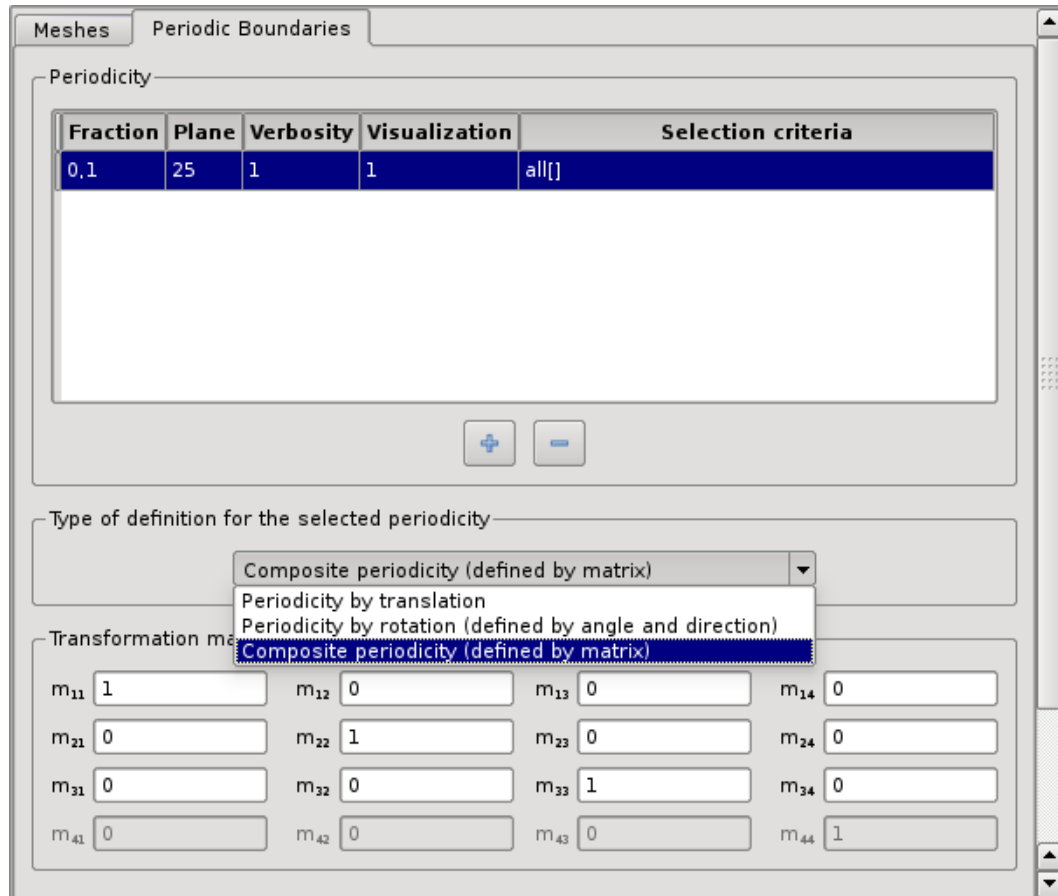 Meshes Periodic Boundaries
Periodicity
Fraction Plane Verbosity Visualization Selection criteria
0,1 25 1 1 all[]
Type of definition for the selected periodicity
Composite periodicity (defined by matrix)
Periodicity by translation
Periodicity by rotation (defined by angle and direction)
Transformation ma
Composite periodicity (defined by matrix)
m₁₁ 1 m₁₂ 0 m₁₃ 0 m₁₄ 0
m₂₁ 0 m₂₂ 1 m₂₃ 0 m₂₄ 0
m₃₁ 0 m₃₂ 0 m₃₃ 1 m₃₄ 0
m₄₁ 0 m₄₂ 0 m₄₃ 0 m₄₄ 1